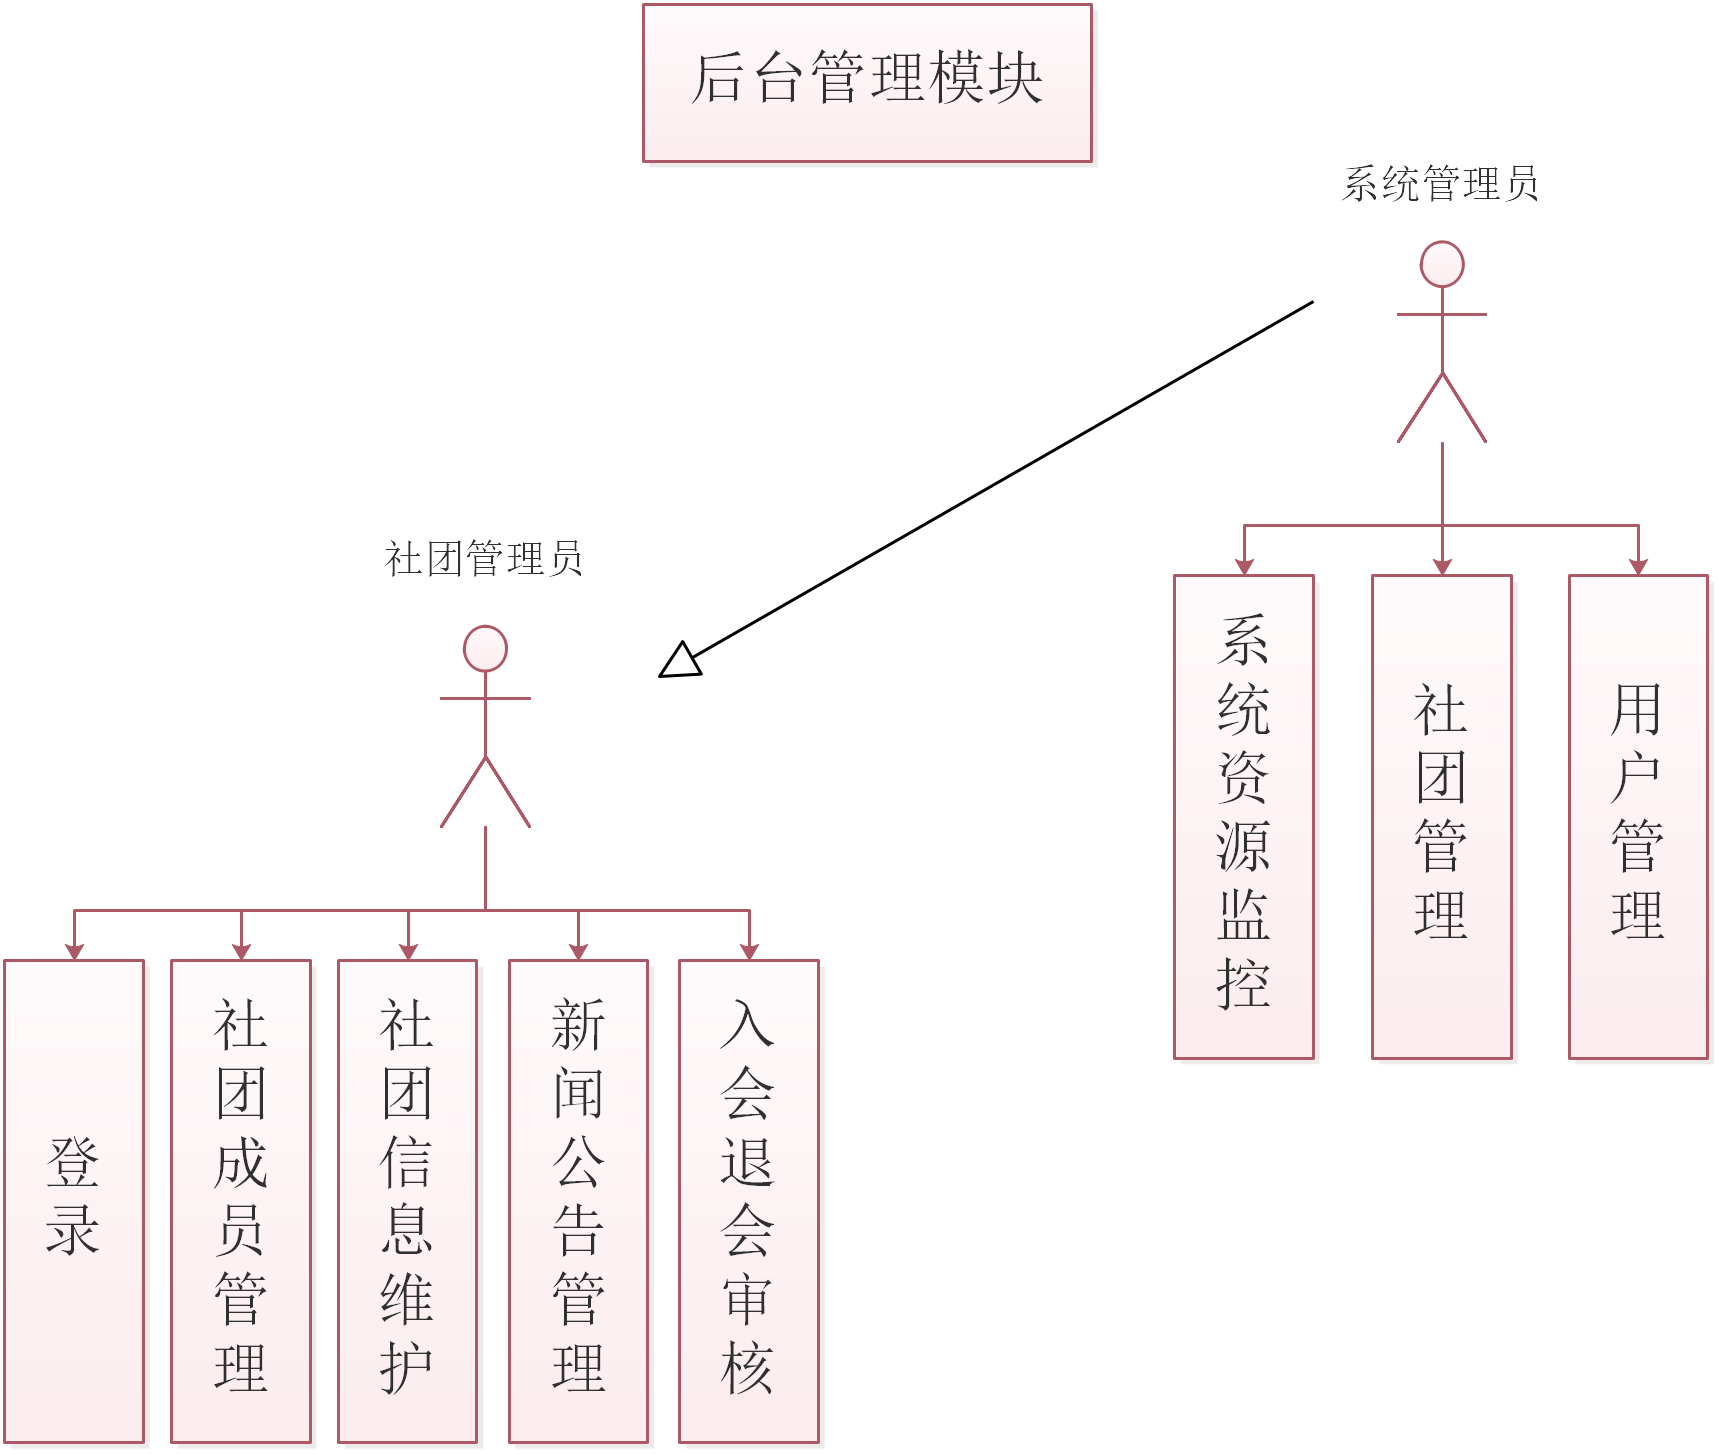 后台管理模块
系统管理员
社团管理员
系统资源监控
社团管理
用户管理
登录
社团成员管理
社团信息维护
新闻公告管理
入会退会审核